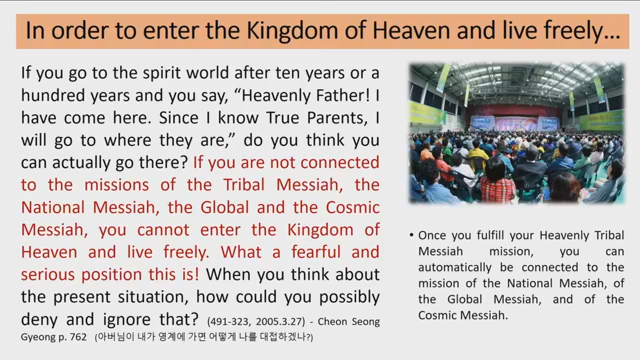 In order to enter the Kingdom of Heaven and live freely...
If you go to the spirit world after ten years or a
hundred years and you say, “Heavenly Father! I
have come here. Since I know True Parents, I
will go to where they are,” do you think you
can actually go there? If you are not connected
to the missions of the Tribal Messiah, the
National Messiah, the Global and the Cosmic
Messiah, you cannot enter the Kingdom of
Heaven and live freely. What a fearful and
serious position this is! When you think about
the present situation, how could you possibly
deny and ignore that? (491-323, 2005.3.27) - Cheon Seong
Gyeong p. 762 (아버님이 내가 영계에 가면 어떻게 나를 대접하겠나?)
• Once you fulfill your Heavenly Tribal
Messiah mission, you can
automatically be connected to the
mission of the National Messiah, of
the Global Messiah, and of the
Cosmic Messiah.